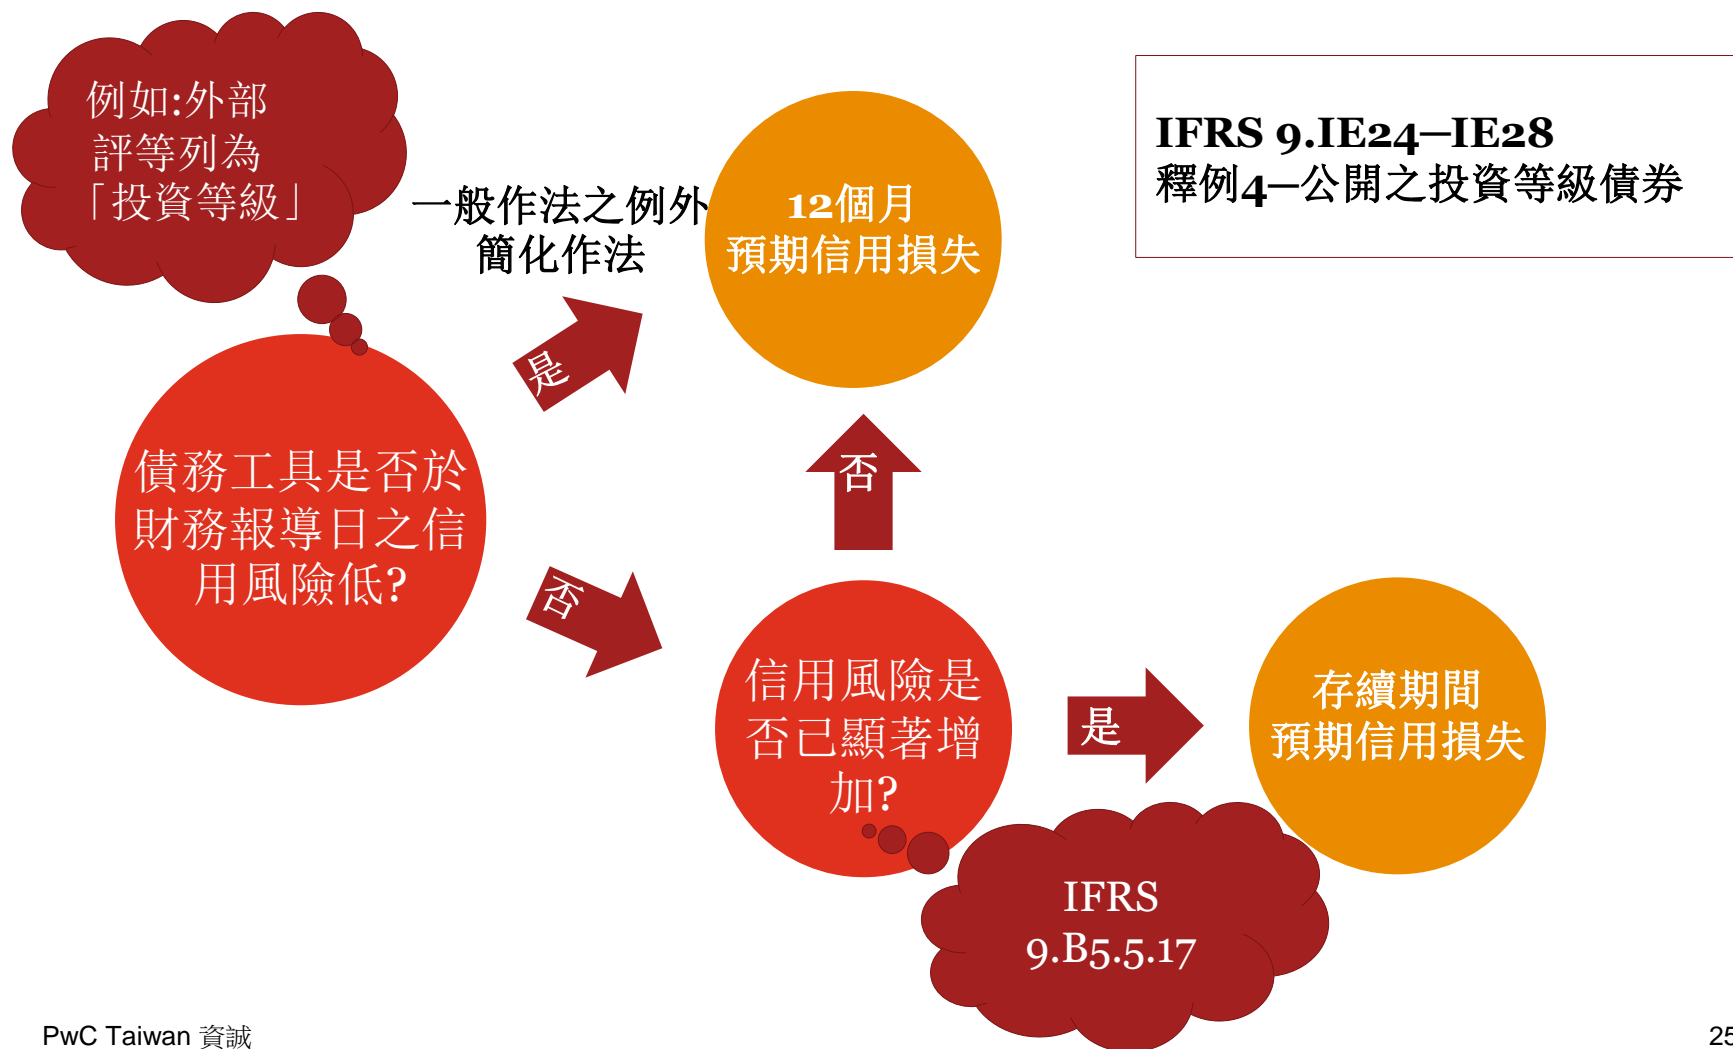 例如:外部
評等列為
「投資等級」
一般作法之例外
簡化作法
12個月
預期信用損失
IFRS 9.IE24—IE28
釋例4—公開之投資等級債券
是
債務工具是否於
財務報導日之信
用風險低?
否
否
信用風險是
否已顯著增
加?
是
存續期間
預期信用損失
IFRS
9.B5.5.17
PwC Taiwan 資誠
25